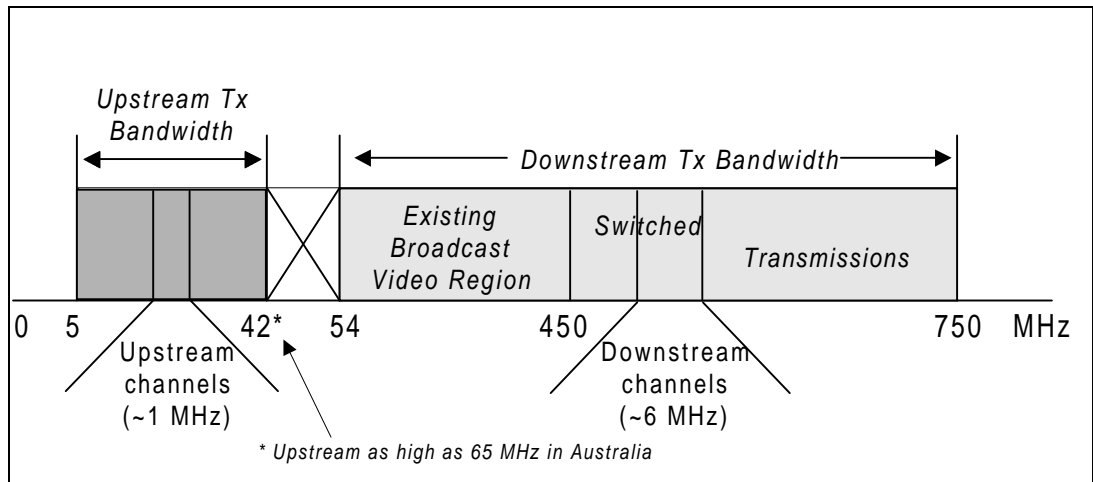 Upstream Tx
Bandwidth
Downstream Tx Bandwidth
Existing
Broadcast
Video Region
Switched
Transmissions
0 5 42* 54 450 750 MHz
Upstream
channels
(~1 MHz)
Downstream
channels
(~6 MHz)
* Upstream as high as 65 MHz in Australia